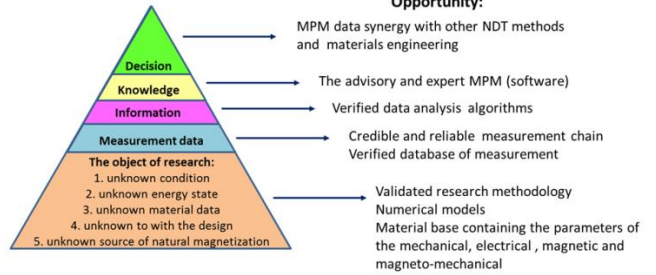 Opportunity:
MPM data synergy with other NDT methods
and materials engineering
Decision
Knowledge
The advisory and expert MPM (software)
Information
Verified data analysis algorithms
Measurement data
Credible and reliable measurement chain
Verified database of measurement
The object of research:
1. unknown condition
2. unknown energy state
3. unknown material data
4. unknown to with the design
5. unknown source of natural magnetization
Validated research methodology
Numerical models
Material base containing the parameters of
the mechanical, electrical , magnetic and
magneto-mechanical